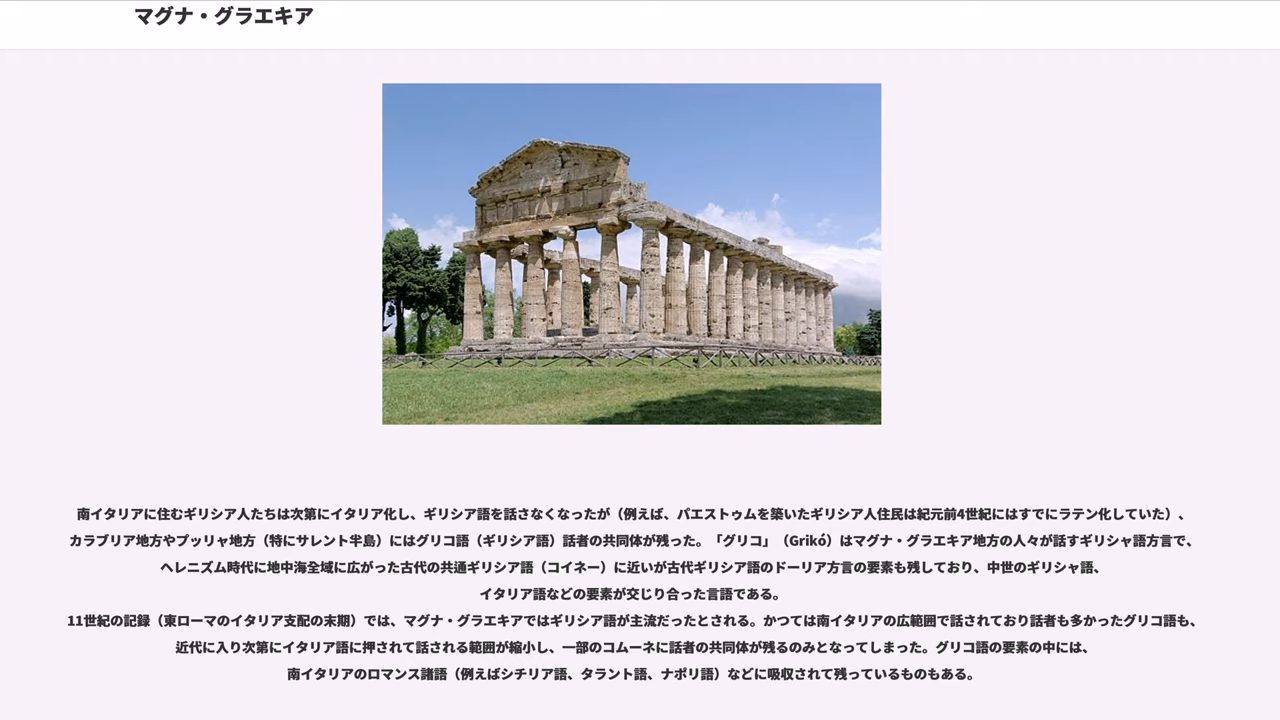 マグナ・グラエキア
南イタリアに住むギリシア人たちは次第にイタリア化し、ギリシア語を話さなくなったが（例えば、パエストゥムを築いたギリシア人住民は紀元前4世紀にはすでにラテン化していた）、
カラブリア地方やプッリャ地方（特にサレント半島）にはグリコ語（ギリシア語）話者の共同体が残った。「グリコ」（Grikó）はマグナ・グラエキア地方の人々が話すギリシャ語方言で、
ヘレニズム時代に地中海全域に広がった古代の共通ギリシア語（コイネー）に近いが古代ギリシア語のドーリア方言の要素も残しており、中世のギリシャ語、
イタリア語などの要素が交じり合った言語である。
11世紀の記録（東ローマのイタリア支配の末期）では、マグナ・グラエキアではギリシア語が主流だったとされる。かつては南イタリアの広範囲で話されており話者も多かったグリコ語も、
近代に入り次第にイタリア語に押されて話される範囲が縮小し、一部のコムーネに話者の共同体が残るのみとなってしまった。グリコ語の要素の中には、
南イタリアのロマンス諸語（例えばシチリア語、タラント語、ナポリ語）などに吸収されて残っているものもある。